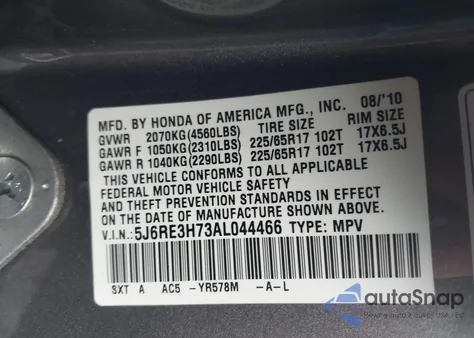 MFD. BY HONDA OF AMERICA MFG., INC. 08/'10
GVWR 2070KG(4560LBS) TIRE SIZE RIM SIZE
GAWR F 1050KG(2310LBS) 225/65R17 102T 17X6.5J
GAWR R 1040KG(2290LBS) 225/65R17 102T 17X6.5J
THIS VEHICLE CONFORMS TO ALL APPLICABLE
FEDERAL MOTOR VEHICLE SAFETY
AND THEFT PREVENTION STANDARDS IN EFFECT
ON THE DATE OF MANUFACTURE SHOWN ABOVE.
V.I.N.: 5J6RE3H73AL044466 TYPE: MPV
SXT A AC5 -YR578M -A-L
autoSnap